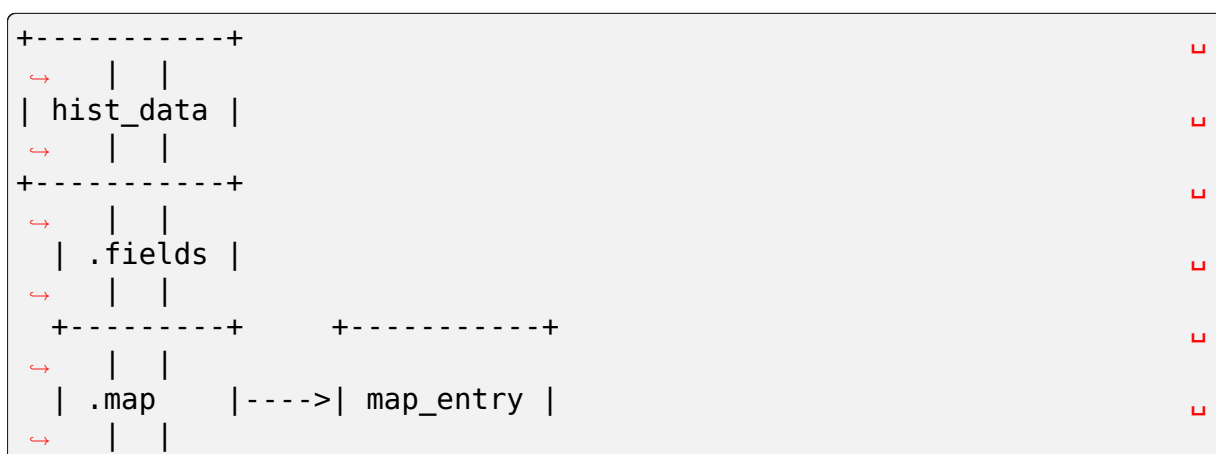 +-----------+                                                    ␣
↪    |  |
| hist_data |                                                    ␣
↪    |  |
+-----------+                                                    ␣
↪    |  |
  | .fields |                                                    ␣
↪    |  |
  +---------+     +-----------+                                  ␣
↪    |  |
  | .map    |---->| map_entry |                                  ␣
↪    |  |